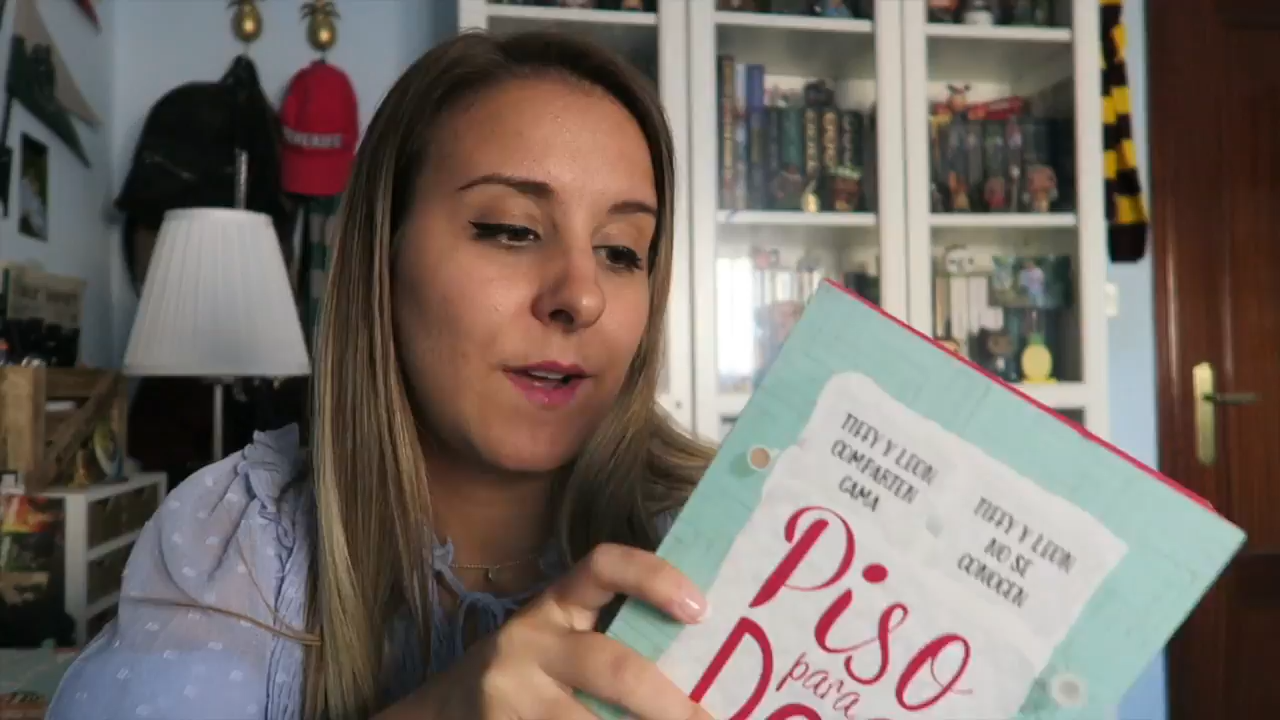 TIFFY Y LEON
COMPARTEN
CAMA
TIFFY Y LEON
NO SE
CONOCEN
Piso
para